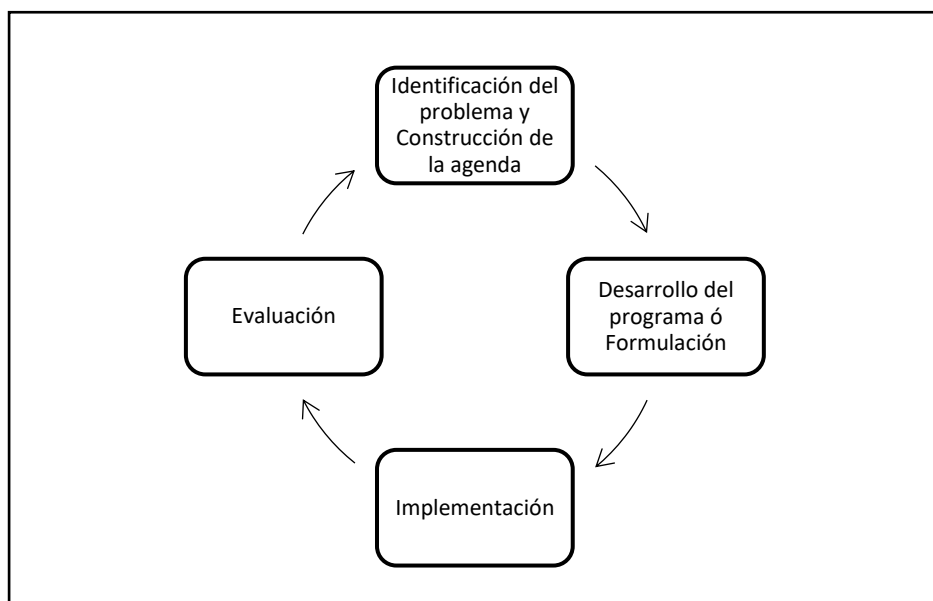 Identificación del
problema y
Construcción de
la agenda
Evaluación
Desarrollo del
programa ó
Formulación
Implementación